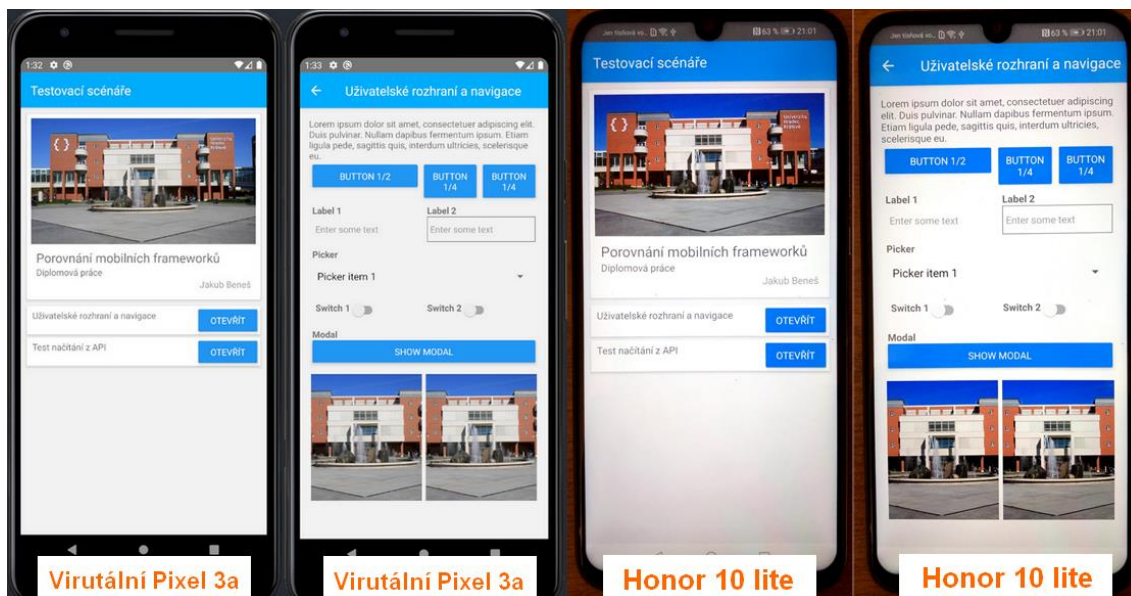 1:32
Testovací scénáře
Porovnání mobilních frameworků
Diplomová práce
Jakub Beneš
Uživatelské rozhraní a navigace
OTEVŘÍT
Test načítání z API
OTEVŘÍT
Virutální Pixel 3a
1:33
Uživatelské rozhraní a navigace
Lorem ipsum dolor sit amet, consectetuer adipiscing elit.
Duis pulvinar. Nullam dapibus fermentum ipsum. Etiam
ligula pede, sagittis quis, interdum ultricies, scelerisque
eu.
BUTTON 1/2
BUTTON
1/4
BUTTON
1/4
Label 1
Label 2
Enter some text
Enter some text
Picker
Picker item 1
Switch 1
Switch 2
Modal
SHOW MODAL
Virutální Pixel 3a
63 % 21:01
Testovací scénáře
Porovnání mobilních frameworků
Diplomová práce
Jakub Beneš
Uživatelské rozhraní a navigace
OTEVŘÍT
Test načítání z API
OTEVŘÍT
Honor 10 lite
63 % 21:01
Uživatelské rozhraní a navigace
Lorem ipsum dolor sit amet, consectetuer adipiscing
elit. Duis pulvinar. Nullam dapibus fermentum ipsum.
Etiam ligula pede, sagittis quis, interdum ultricies,
scelerisque eu.
BUTTON 1/2
BUTTON
1/4
BUTTON
1/4
Label 1
Label 2
Enter some text
Enter some text
Picker
Picker item 1
Switch 1
Switch 2
Modal
SHOW MODAL
Honor 10 lite